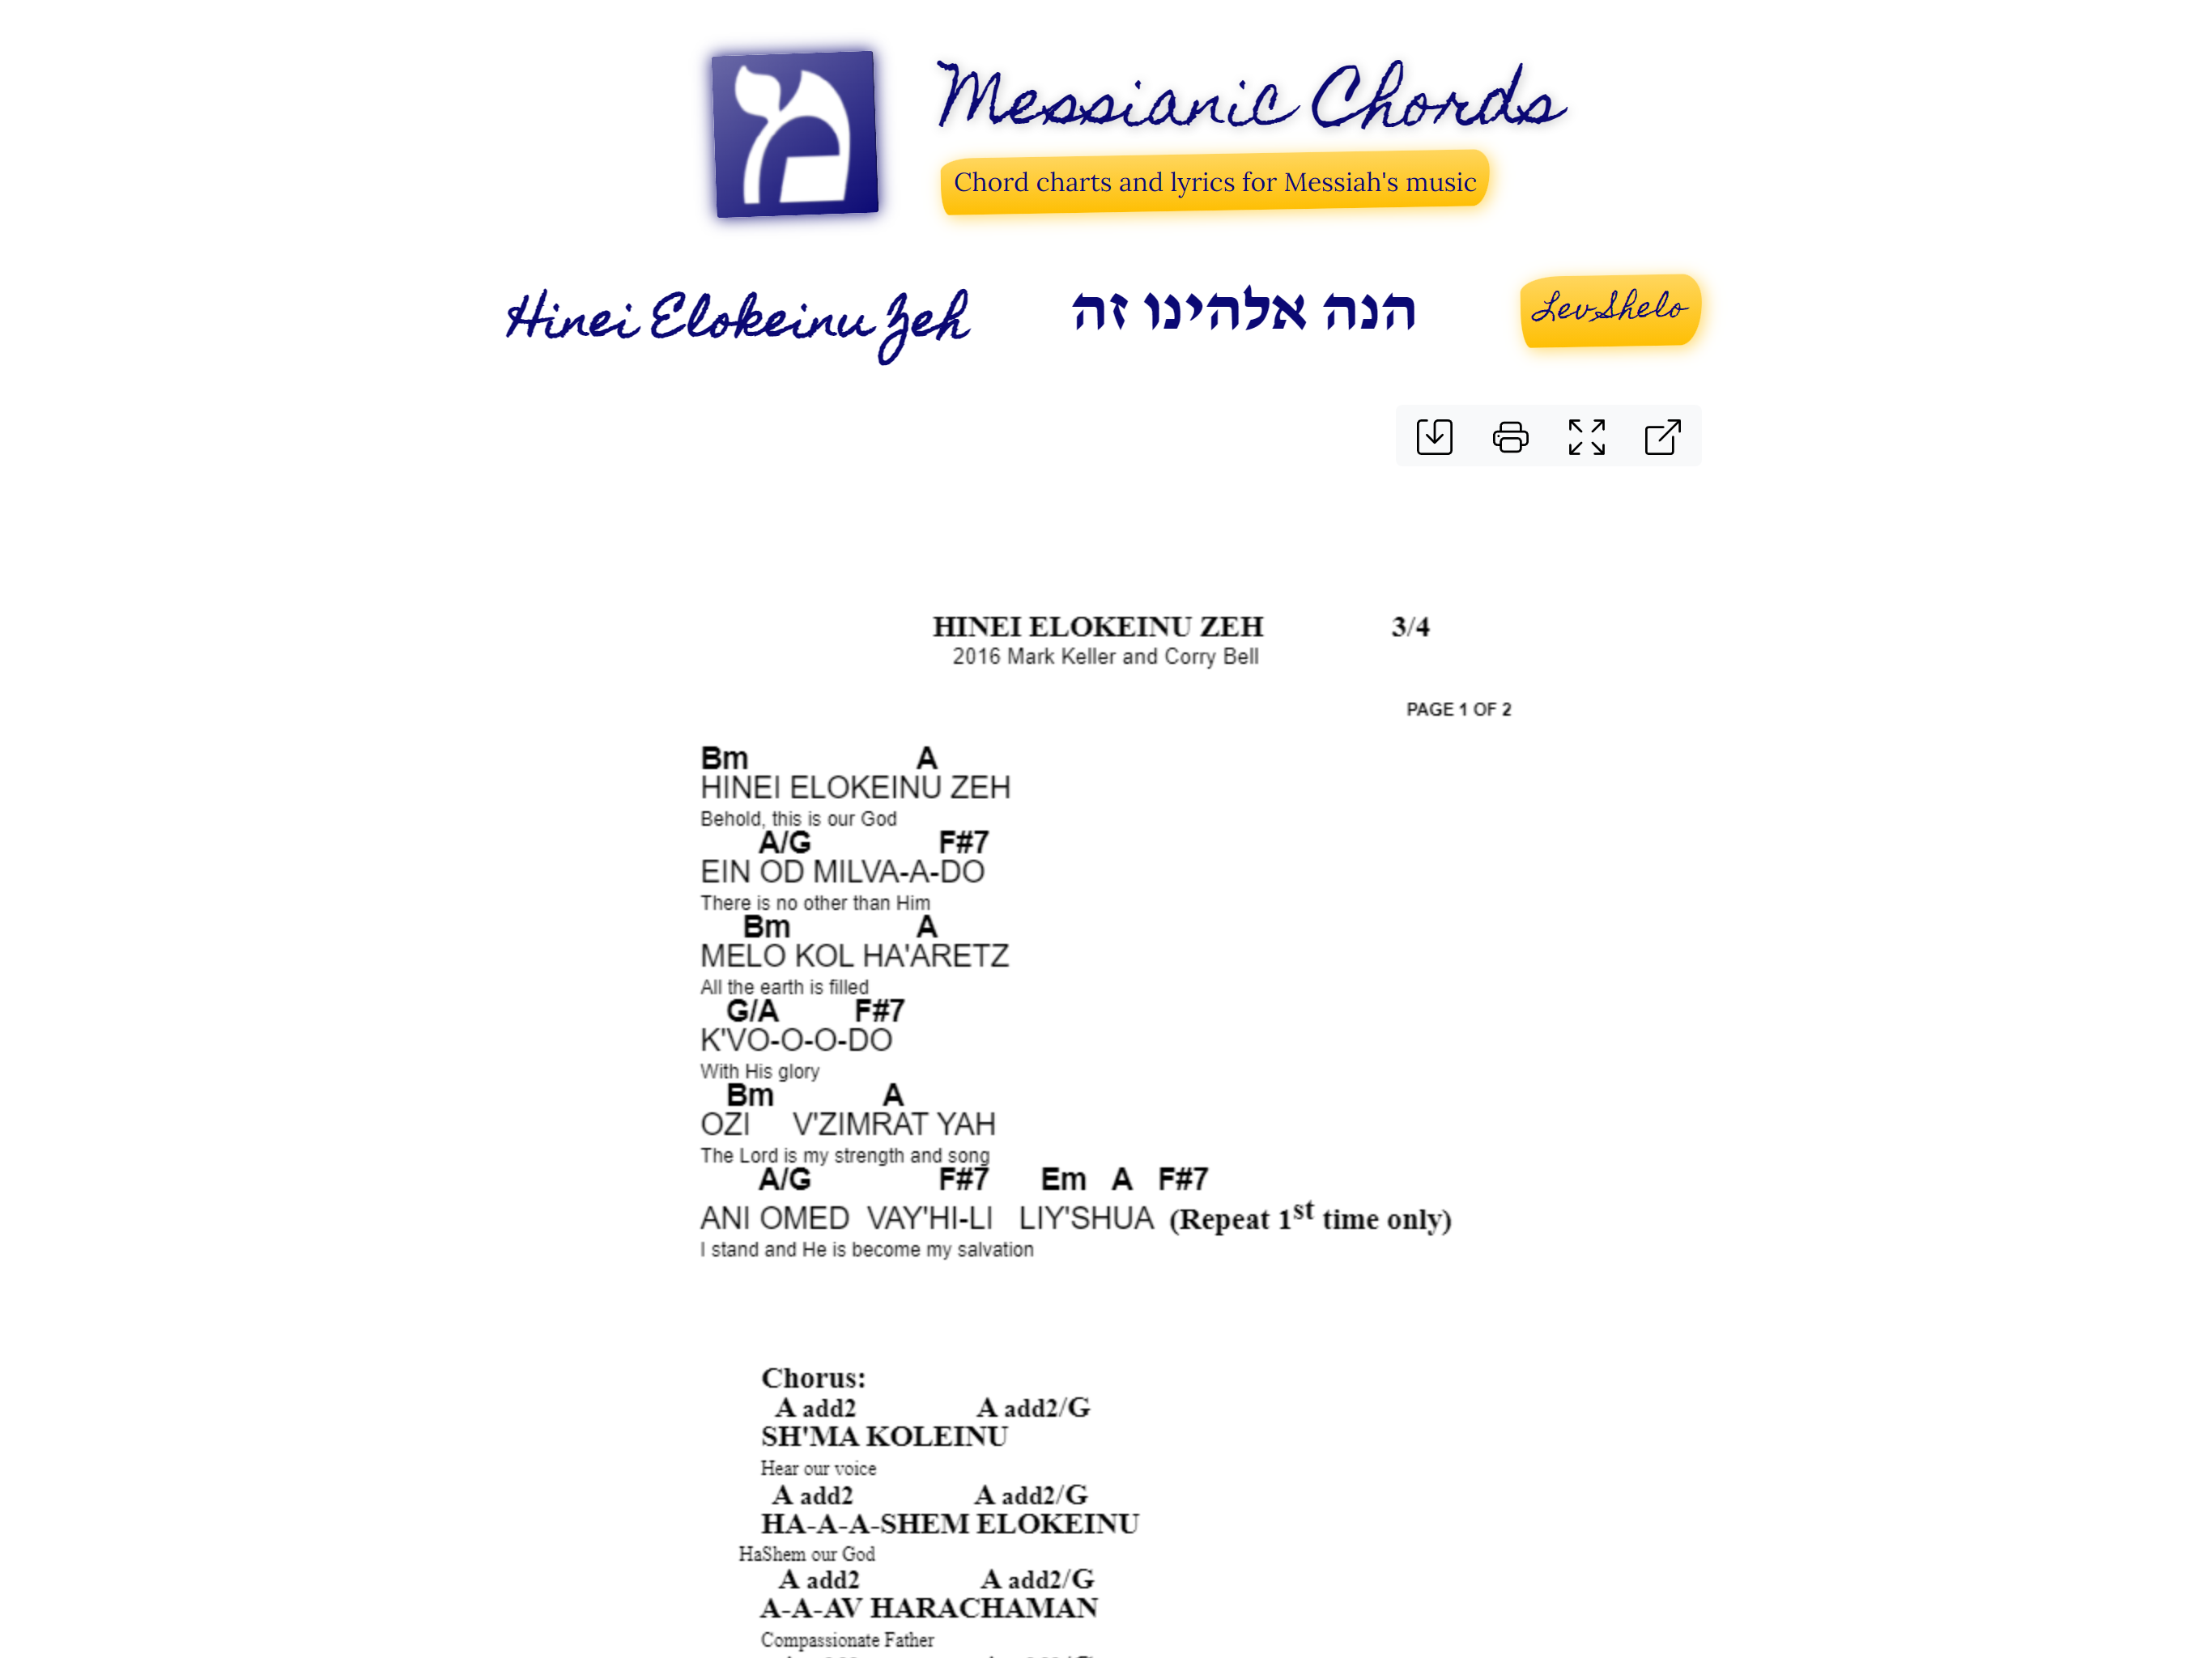 מ
Messianic Chords
Chord charts and lyrics for Messiah's music
Hinei Elokeinu Zeh הנה אלהינו זה Lev Shelo
HINEI ELOKEINU ZEH 3/4
2016 Mark Keller and Corry Bell
PAGE 1 OF 2
Bm A
HINEI ELOKEINU ZEH
Behold, this is our God
A/G F#7
EIN OD MILVA-A-DO
There is no other than Him
Bm A
MELO KOL HA'ARETZ
All the earth is filled
G/A F#7
K'VO-O-O-DO
With His glory
Bm A
OZI V'ZIMRAT YAH
The Lord is my strength and song
A/G F#7 Em A F#7
ANI OMED VAY'HI-LI LIY'SHUA (Repeat 1st time only)
I stand and He is become my salvation
Chorus:
A add2 A add2/G
SH'MA KOLEINU
Hear our voice
A add2 A add2/G
HA-A-A-SHEM ELOKEINU
HaShem our God
A add2 A add2/G
A-A-AV HARACHAMAN
Compassionate Father